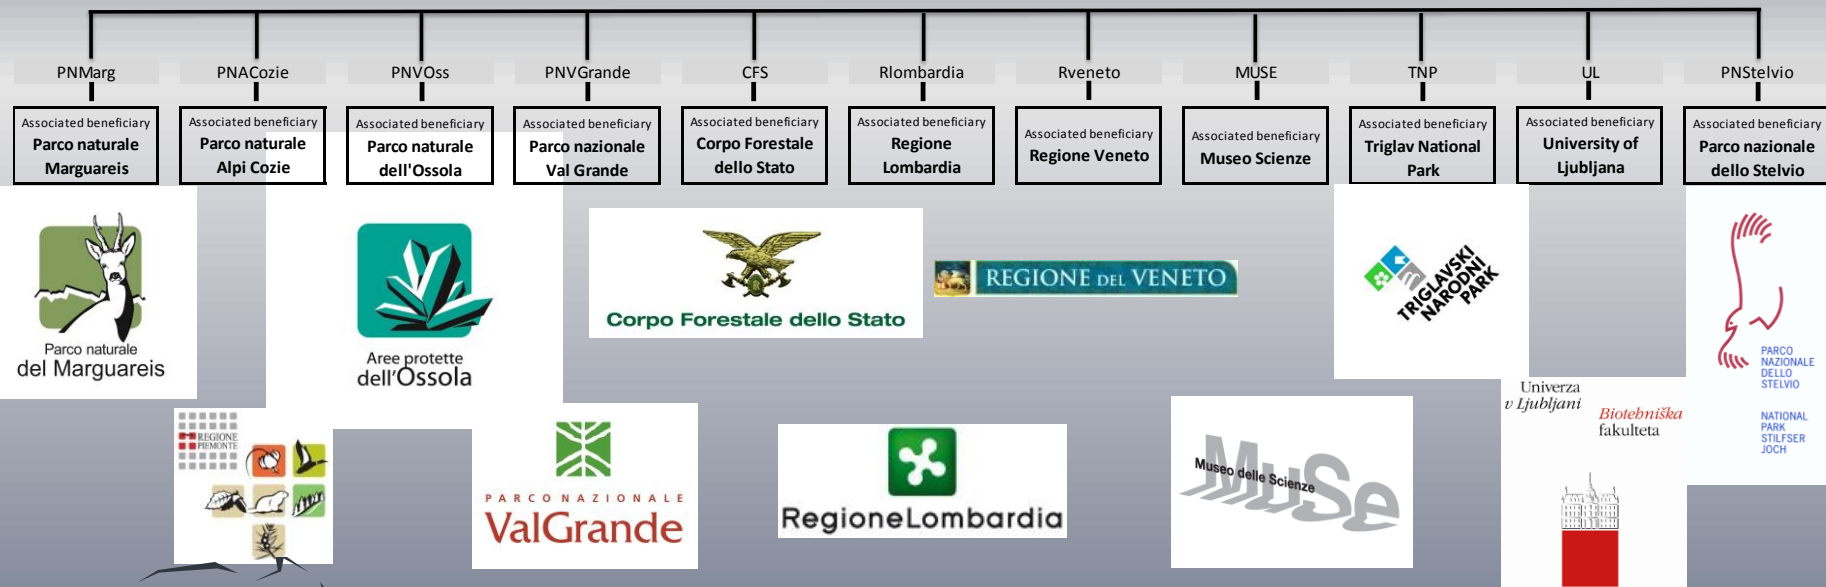 PNMarg
PNACozie
PNVOss
PNVGrande
CFS
Rlombardia
Rveneto
MUSE
TNP
UL
PNStelvio
Associated beneficiary
Parco naturale
Marguareis
Associated beneficiary
Parco naturale
Alpi Cozie
Associated beneficiary
Parco naturale
dell'Ossola
Associated beneficiary
Parco nazionale
Val Grande
Associated beneficiary
Corpo Forestale
dello Stato
Associated beneficiary
Regione
Lombardia
Associated beneficiary
Regione Veneto
Associated beneficiary
Museo Scienze
Associated beneficiary
Triglav National
Park
Associated beneficiary
University of
Ljubljana
Associated beneficiary
Parco nazionale
dello Stelvio
Parco naturale
del Marguareis
REGIONE
PIEMONTE
Aree protette
dell'Ossola
PARCO NAZIONALE
ValGrande
Corpo Forestale dello Stato
RegioneLombardia
REGIONE DEL VENETO
MuSe
Museo delle Scienze
TRIGLAVSKI
NARODNI
PARK
Univerza
v Ljubljani
Biotehniška
fakulteta
PARCO
NAZIONALE
DELLO
STELVIO
NATIONAL
PARK
STILFSER
JOCH